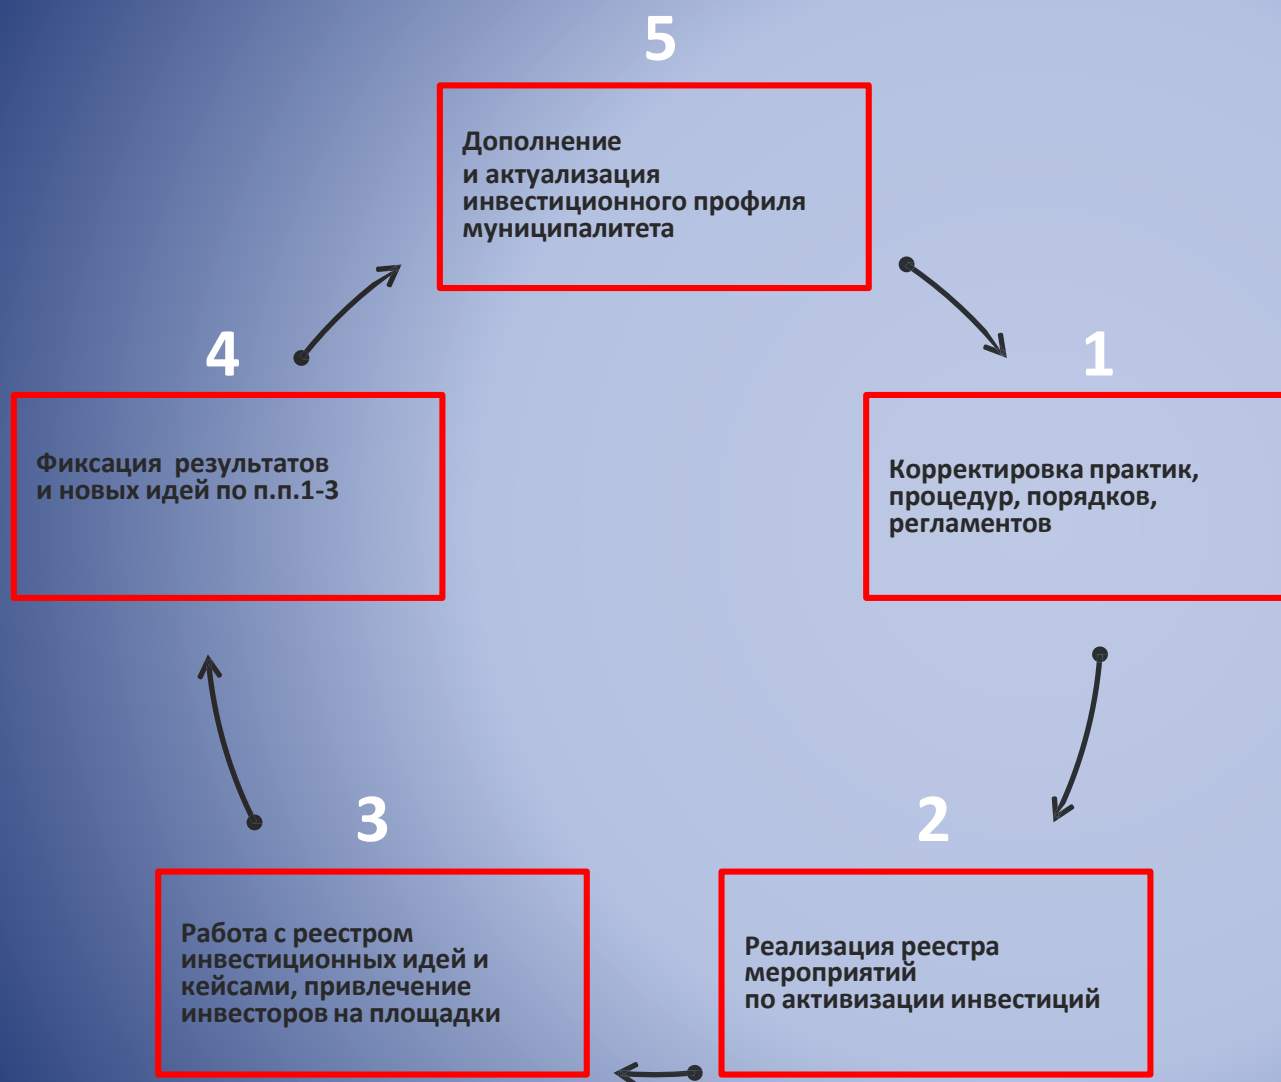 5
Дополнение
и актуализация
инвестиционного профиля
муниципалитета
4
1
Фиксация результатов
и новых идей по п.п.1-3
Корректировка практик,
процедур, порядков,
регламентов
3
2
Работа с реестром
инвестиционных идей и
кейсами, привлечение
инвесторов на площадки
Реализация реестра
мероприятий
по активизации инвестиций